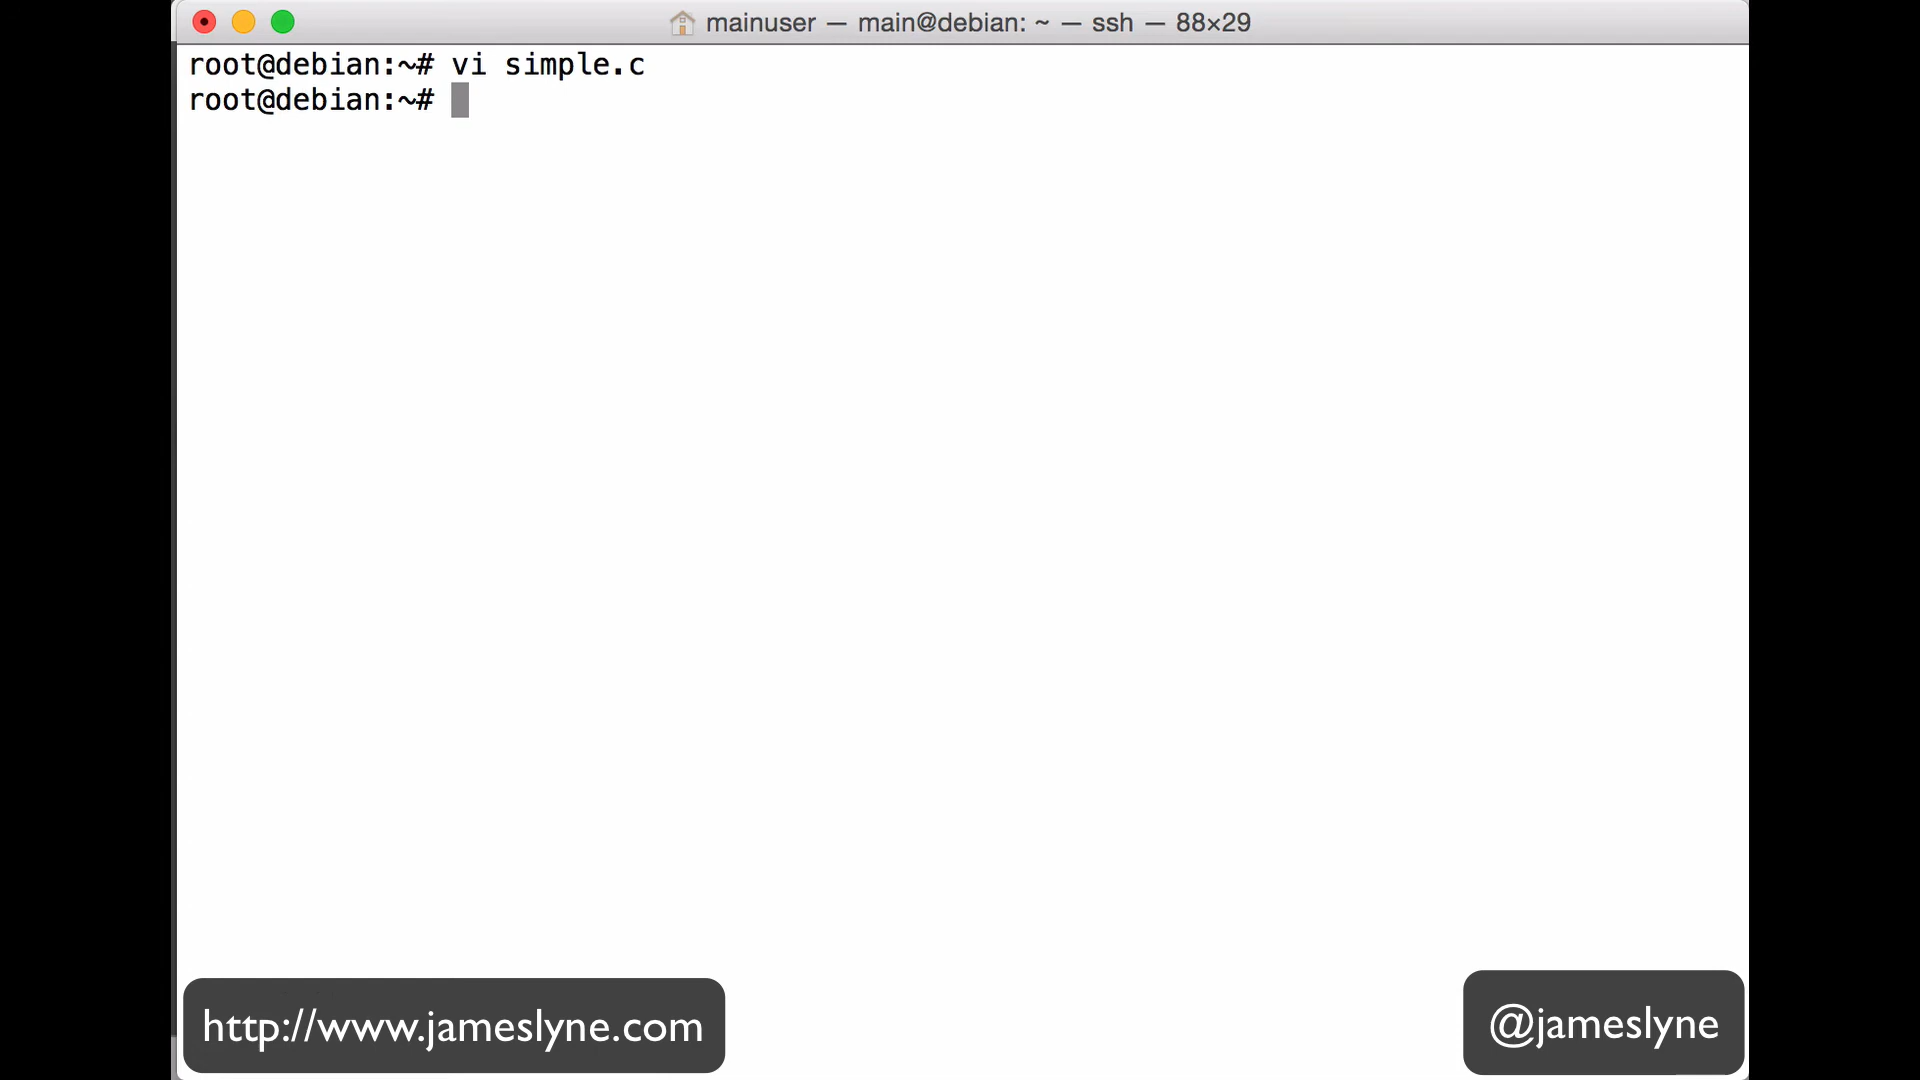 mainuser — main@debian: ~ — ssh — 88×29
root@debian:~# vi simple.c
root@debian:~#
http://www.jameslyne.com
@jameslyne